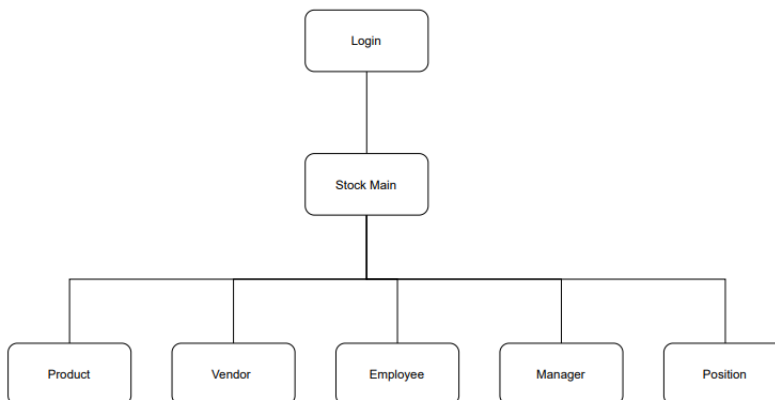 Login
Stock Main
Product
Vendor
Employee
Manager
Position